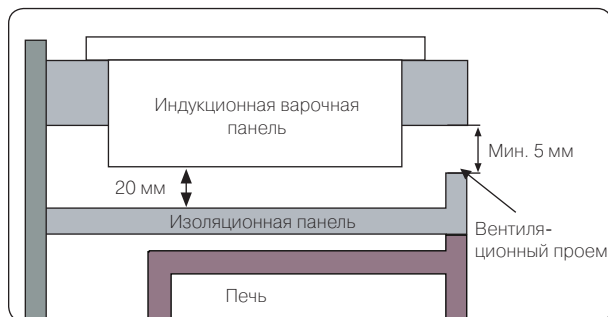 Индукционная варочная
панель
Мин. 5 мм
20 мм
Изоляционная панель
Вентиля-
ционный проем
Печь